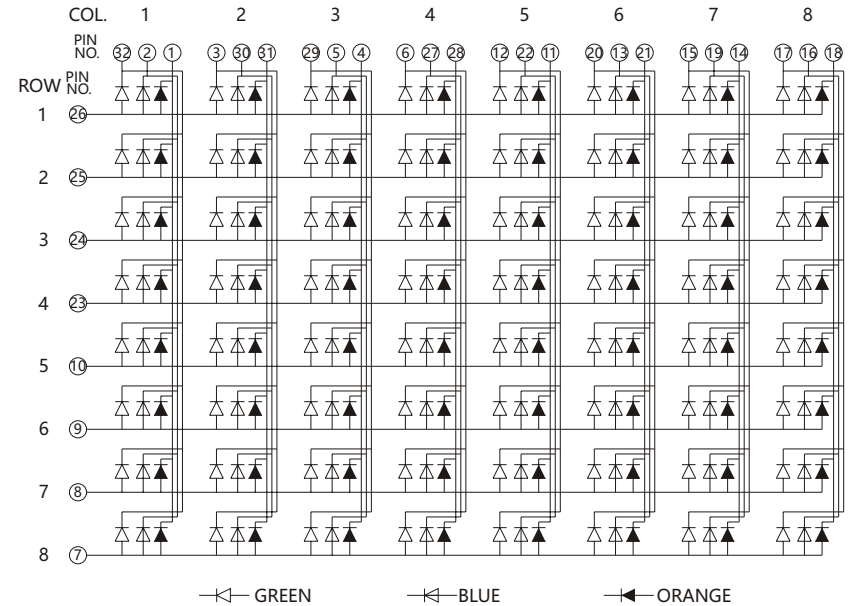 COL. 1 2 3 4 5 6 7 8
PIN NO. 32 2 1 3 30 31 29 5 4 6 27 28 12 22 11 20 13 21 15 19 14 17 16 18
ROW PIN NO.
1 26
2 25
3 24
4 23
5 10
6 9
7 8
8 7
GREEN BLUE ORANGE